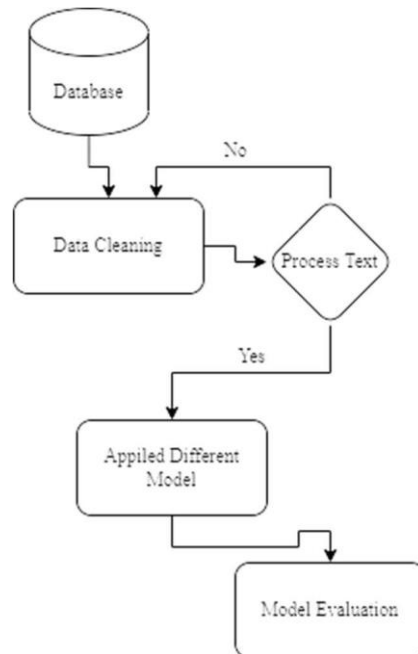 Database
No
Data Cleaning
Process Text
Yes
Appiled Different
Model
Model Evaluation